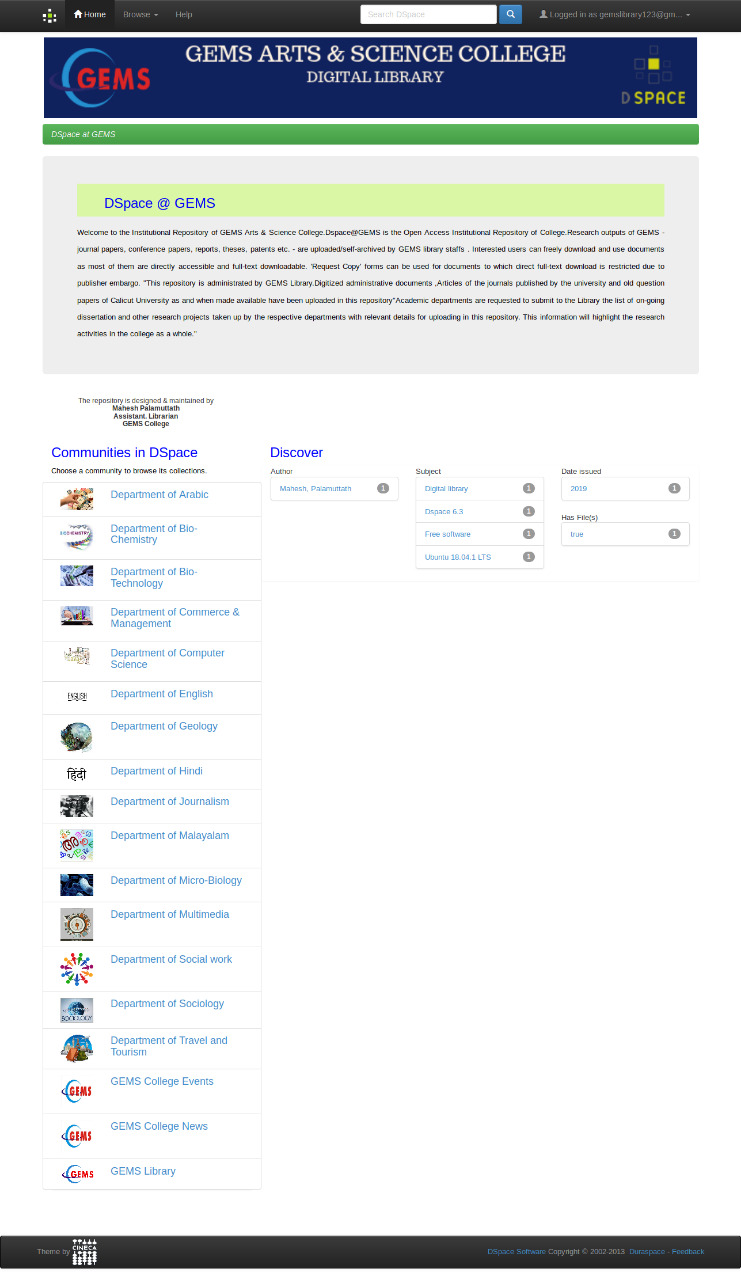 Home
Browse
Help
Search DSpace
Logged in as gemslibrary123@gm...
GEMS
GEMS ARTS & SCIENCE COLLEGE
DIGITAL LIBRARY
DSPACE
DSpace at GEMS
DSpace @ GEMS
Welcome to the Institutional Repository of GEMS Arts & Science College.Dspace@GEMS is the Open Access Institutional Repository of College.Research outputs of GEMS -
journal papers, conference papers, reports, theses, patents etc. - are uploaded/self-archived by GEMS library staffs . Interested users can freely download and use documents
as most of them are directly accessible and full-text downloadable. 'Request Copy' forms can be used for documents to which direct full-text download is restricted due to
publisher embargo. "This repository is administrated by GEMS Library.Digitized administrative documents ,Articles of the journals published by the university and old question
papers of Calicut University as and when made available have been uploaded in this repository"Academic departments are requested to submit to the Library the list of on-going
dissertation and other research projects taken up by the respective departments with relevant details for uploading in this repository. This information will highlight the research
activities in the college as a whole."
The repository is designed & maintained by
Mahesh Palamuttath
Assistant. Librarian
GEMS College
Communities in DSpace
Choose a community to browse its collections.
Department of Arabic
BIOCHEMISTRY
Department of Bio-
Chemistry
Department of Bio-
Technology
Department of Commerce &
Management
Department of Computer
Science
ENGLISH
Department of English
Department of Geology
हिंदी
Department of Hindi
Department of Journalism
അ
Department of Malayalam
Department of Micro-Biology
Department of Multimedia
Department of Social work
SOCIOLOGY
Department of Sociology
Department of Travel and
Tourism
GEMS
GEMS College Events
GEMS
GEMS College News
GEMS
GEMS Library
Discover
Author
Mahesh, Palamuttath 1
Subject
Digital library 1
Dspace 6.3 1
Free software 1
Ubuntu 18.04.1 LTS 1
Date issued
2019 1
Has File(s)
true 1
Theme by CINECA
DSpace Software Copyright © 2002-2013 Duraspace - Feedback